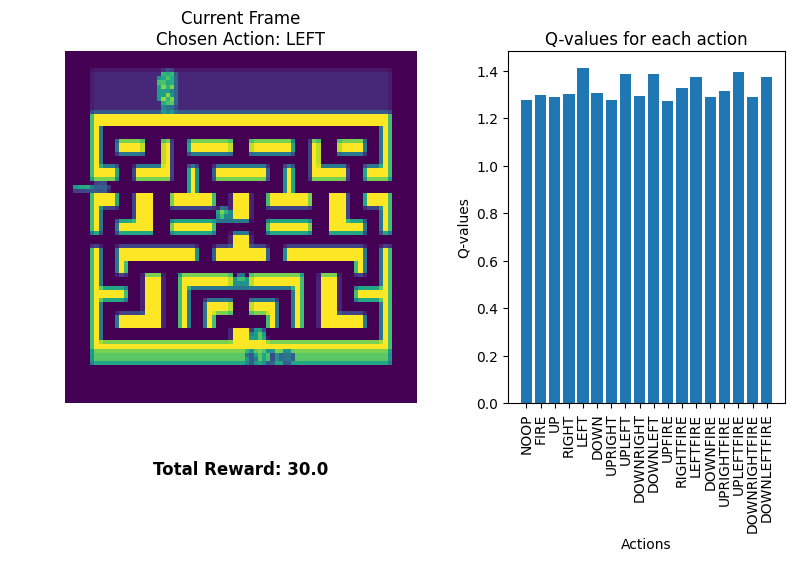 Current Frame
Chosen Action: LEFT
Total Reward: 30.0
Q-values for each action
Q-values
1.4
1.2
1.0
0.8
0.6
0.4
0.2
0.0
NOOP
FIRE
UP
RIGHT
LEFT
DOWN
UPRIGHT
UPLEFT
DOWNRIGHT
DOWNLEFT
UPFIRE
RIGHTFIRE
LEFTFIRE
DOWNFIRE
UPRIGHTFIRE
UPLEFTFIRE
DOWNRIGHTFIRE
DOWNLEFTFIRE
Actions